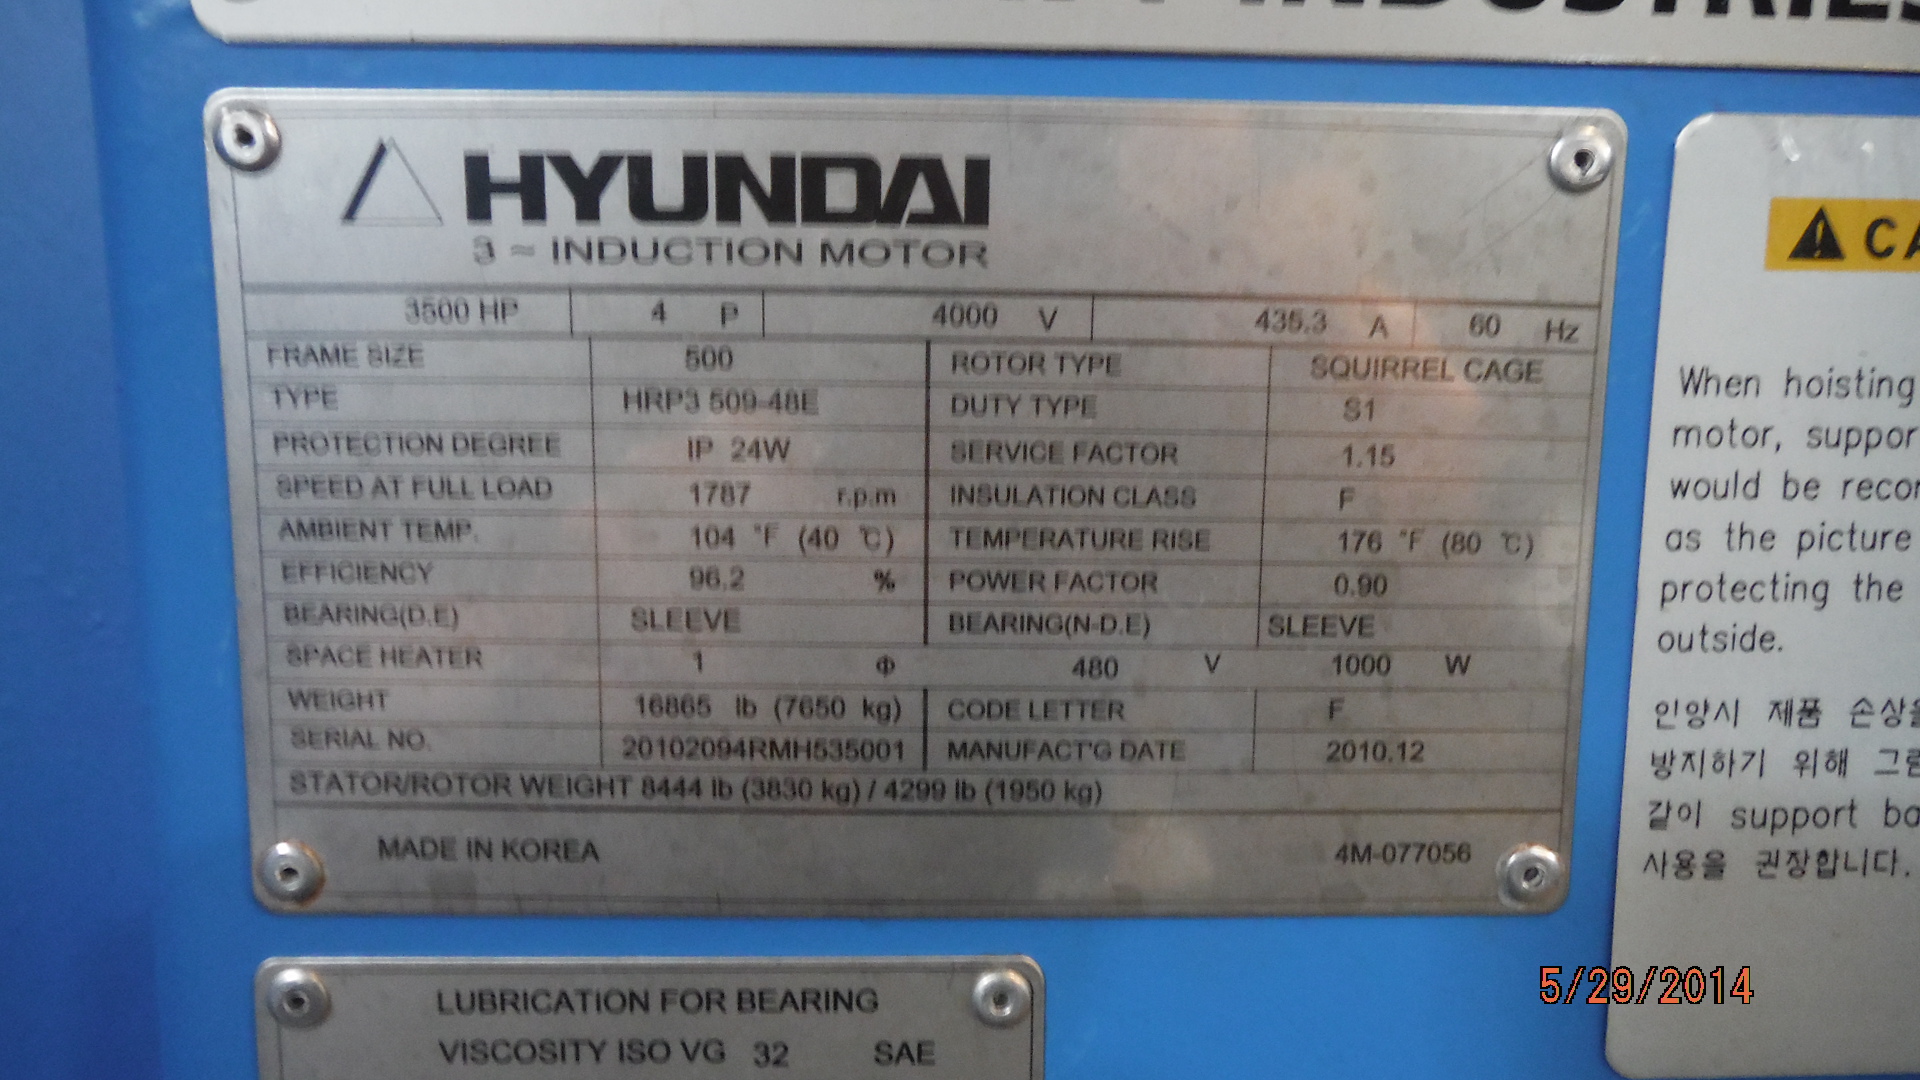 INDUSTRIES
HYUNDAI
3 ~ INDUCTION MOTOR
3500 HP 4 P 4000 V 435.3 A 60 Hz
FRAME SIZE 500 ROTOR TYPE SQUIRREL CAGE
TYPE HRP3 509-48E DUTY TYPE S1
PROTECTION DEGREE IP 24W SERVICE FACTOR 1.15
SPEED AT FULL LOAD 1787 r.p.m INSULATION CLASS F
AMBIENT TEMP. 104 °F (40 ℃) TEMPERATURE RISE 176 °F (80 ℃)
EFFICIENCY 96.2 % POWER FACTOR 0.90
BEARING(D.E) SLEEVE BEARING(N-D.E) SLEEVE
SPACE HEATER 1 Φ 480 V 1000 W
WEIGHT 16865 lb (7650 kg) CODE LETTER F
SERIAL NO. 20102094RMH535001 MANUFACT'G DATE 2010.12
STATOR/ROTOR WEIGHT 8444 lb (3830 kg) / 4299 lb (1950 kg)
MADE IN KOREA 4M-077056
LUBRICATION FOR BEARING
VISCOSITY ISO VG 32 SAE
CA
When hoisting
motor, suppor
would be recor
as the picture
protecting the
outside.
인양시 제품 손상을
방지하기 위해 그림
같이 support ba
사용을 권장합니다.
5/29/2014